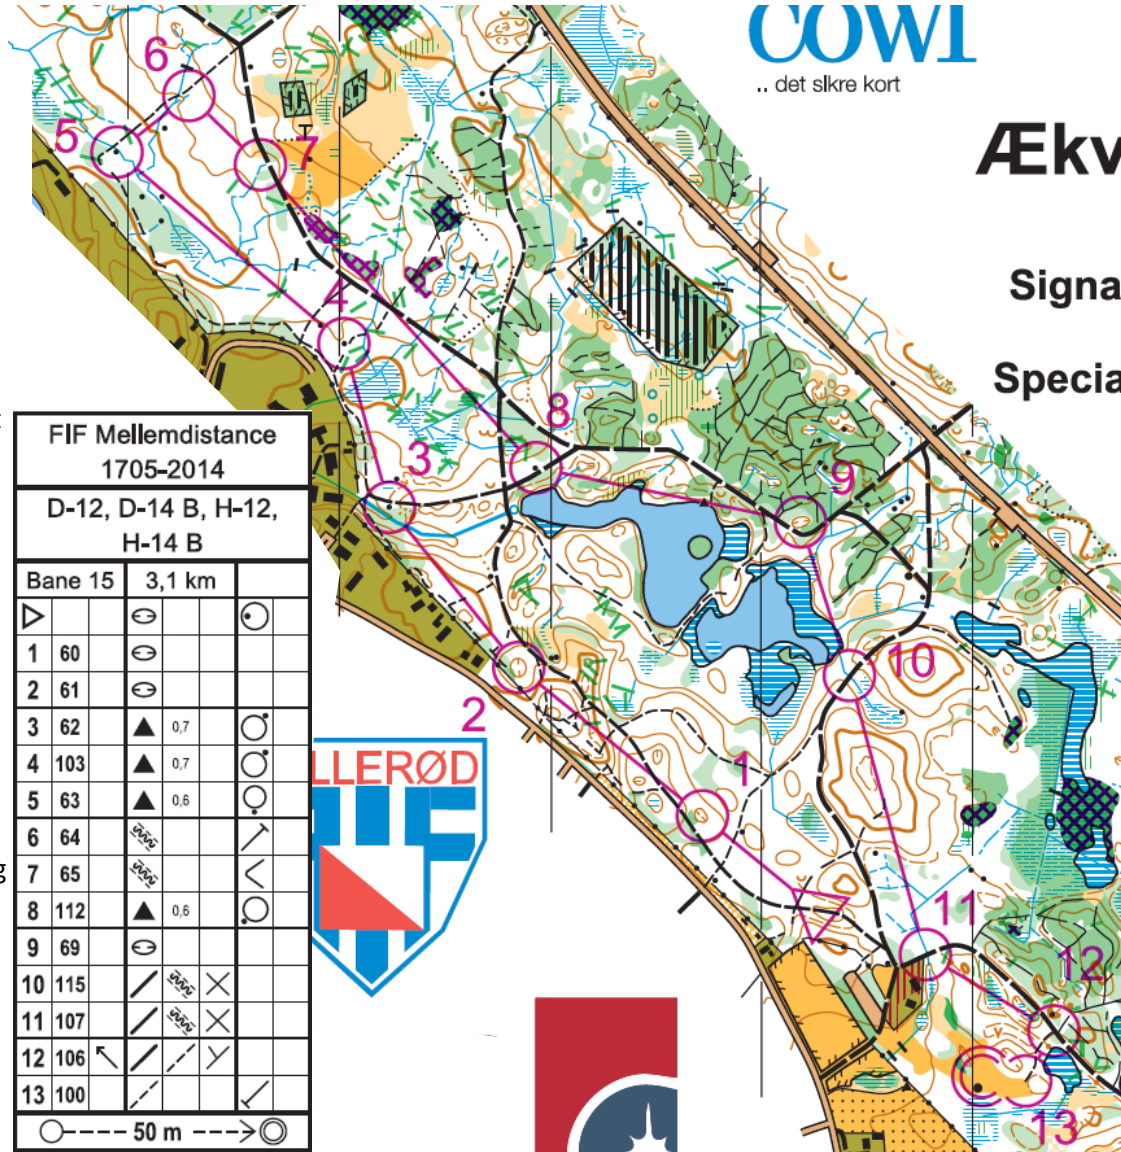 COWI
.. det sikre kort
Ækv
Signa
Specia
FIF Mellemdistance
1705-2014
D-12, D-14 B, H-12,
H-14 B
Bane 15 3,1 km
1 60
2 61
3 62 0,7
4 103 0,7
5 63 0,6
6 64
7 65
8 112 0,6
9 69
10 115
11 107
12 106
13 100
50 m
LLERØD
g
6
5
7
4
8
3
9
10
2
1
11
12
13